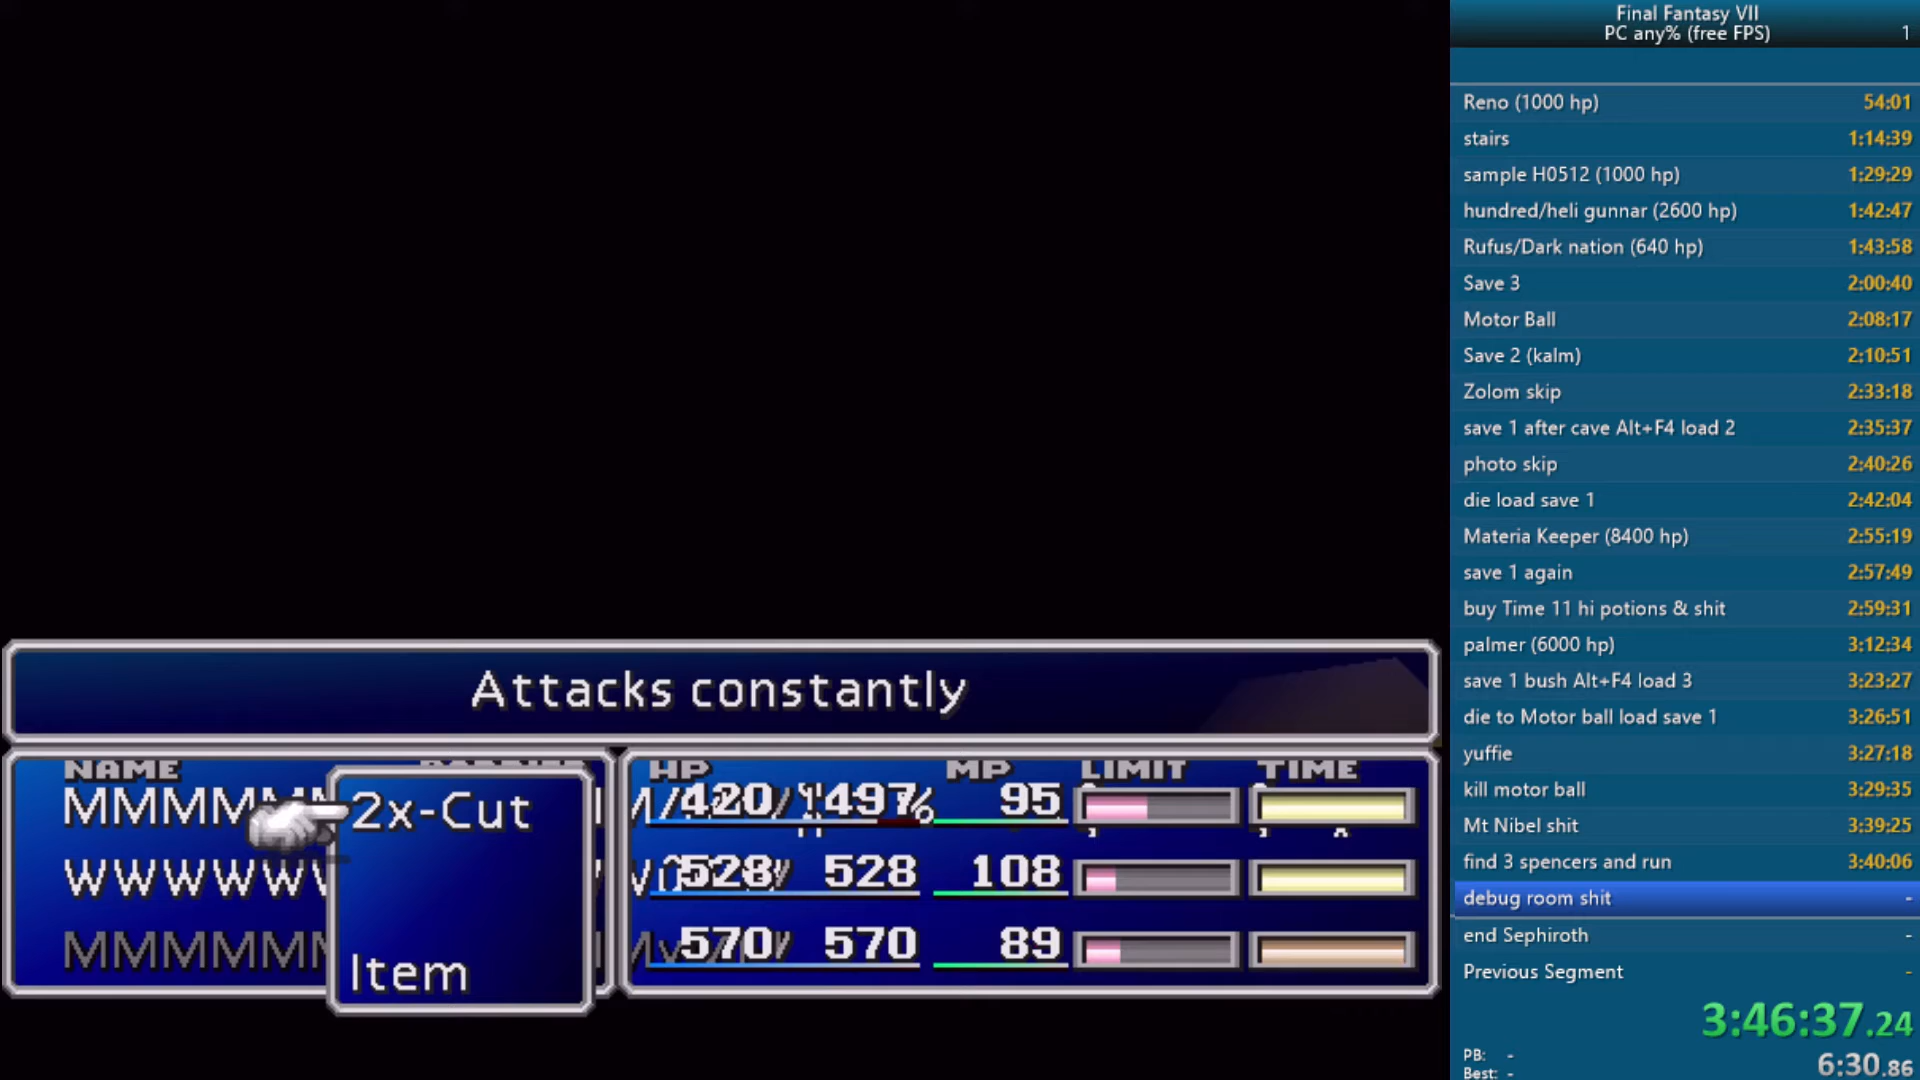 Final Fantasy VII
PC any% (free FPS) 1
Reno (1000 hp) 54:01
stairs 1:14:39
sample H0512 (1000 hp) 1:29:29
hundred/heli gunnar (2600 hp) 1:42:47
Rufus/Dark nation (640 hp) 1:43:58
Save 3 2:00:40
Motor Ball 2:08:17
Save 2 (kalm) 2:10:51
Zolom skip 2:33:18
save 1 after cave Alt+F4 load 2 2:35:37
photo skip 2:40:26
die load save 1 2:42:04
Materia Keeper (8400 hp) 2:55:19
save 1 again 2:57:49
buy Time 11 hi potions & shit 2:59:31
palmer (6000 hp) 3:12:34
save 1 bush Alt+F4 load 3 3:23:27
die to Motor ball load save 1 3:26:51
yuffie 3:27:18
kill motor ball 3:29:35
Mt Nibel shit 3:39:25
find 3 spencers and run 3:40:06
debug room shit -
end Sephiroth -
Previous Segment -
3:46:37.24
PB: -
Best: -
6:30.86
Attacks constantly
NAME HP MP LIMIT TIME
2x-Cut 420/497 95
528/528 108
570/570 89
Item